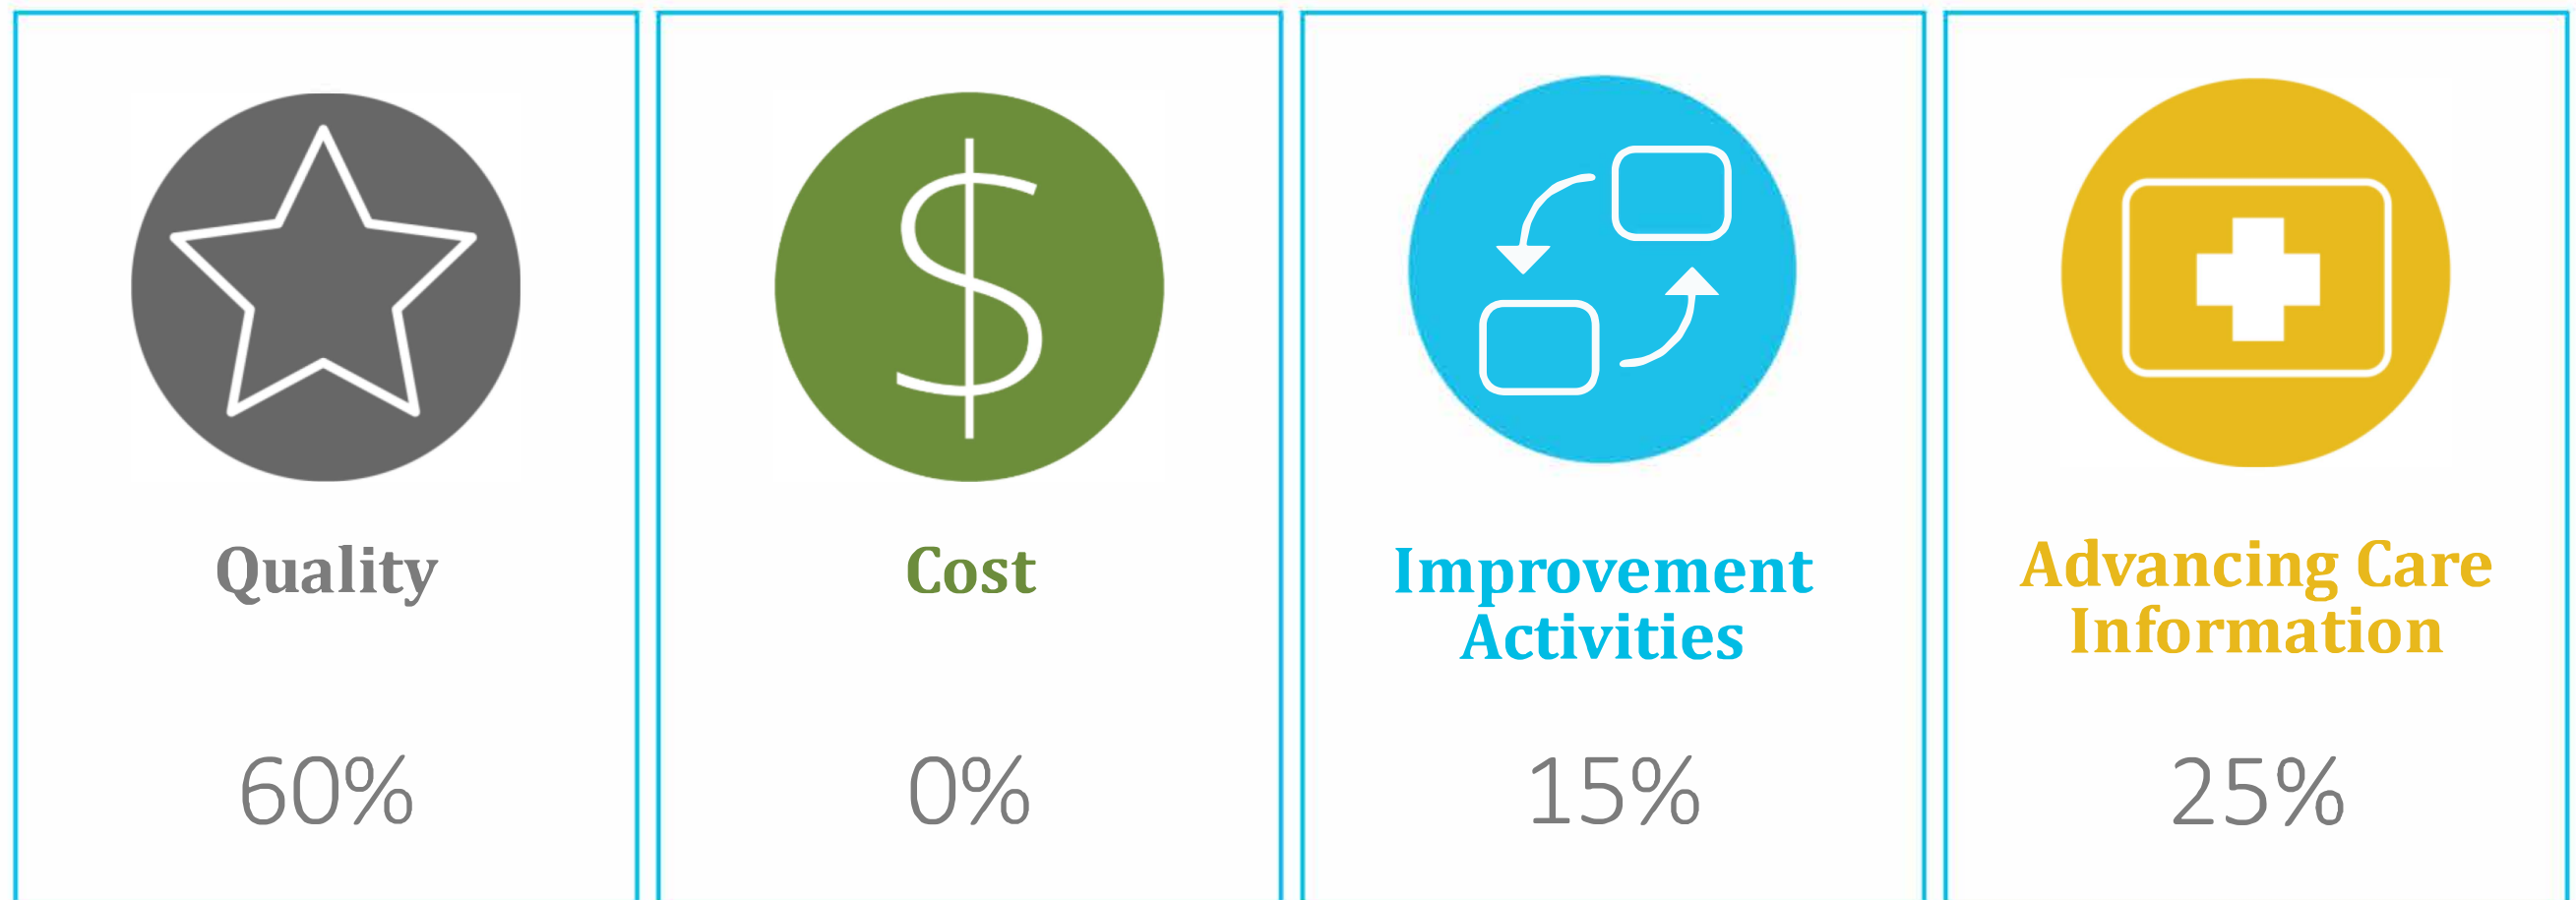 Quality
60%
Cost
0%
Improvement
Activities
15%
Advancing Care
Information
25%